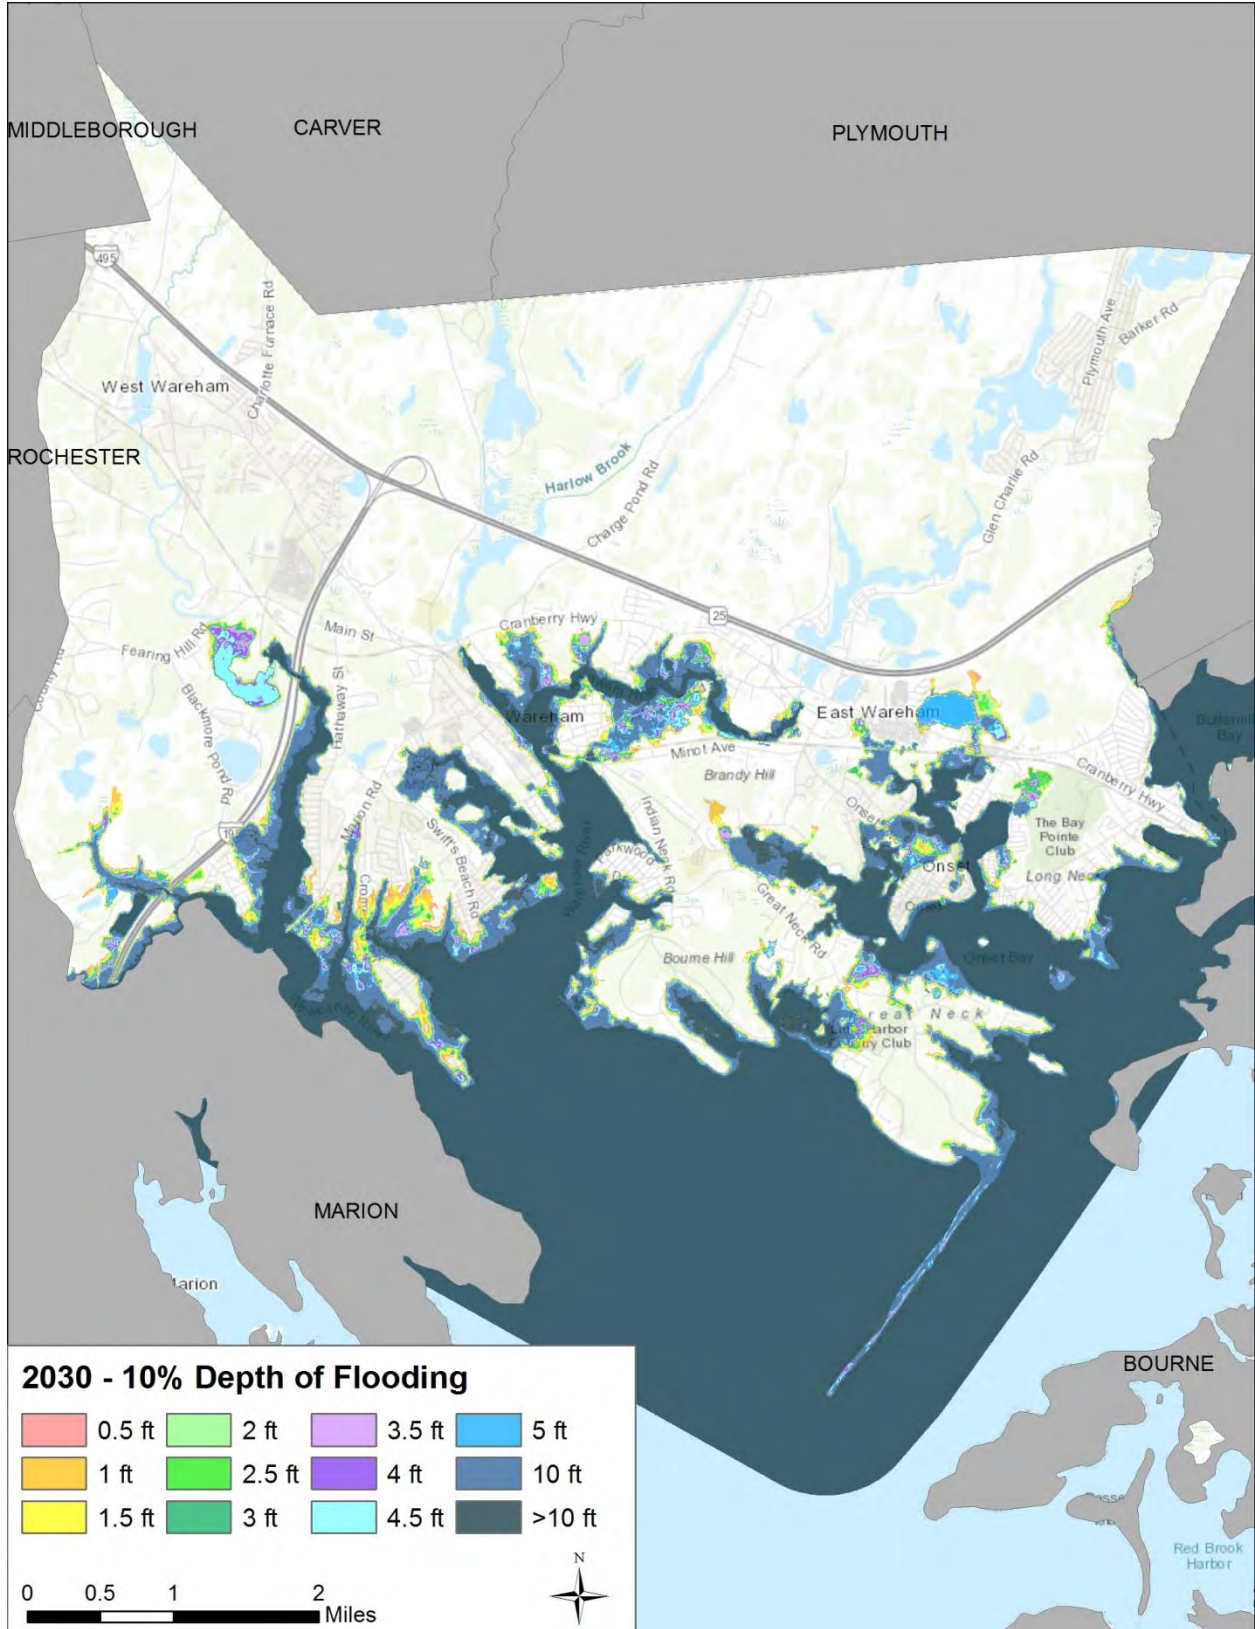 MIDDLEBOROUGH
CARVER
PLYMOUTH
495
Charlotte Furnace Rd
Plymouth Ave
Barker Rd
West Wareham
ROCHESTER
Harlow Brook
Charge Pond Rd
Glen Charlie Rd
25
Cranberry Hwy
Main St
Fearing Hill Rd
Hathaway St
Blackmore Pond Rd
Wareham
East Wareham
Minot Ave
Brandy Hill
Cranberry Hwy
Marion Rd
Swift's Beach Rd
Indian Neck Rd
Onset
The Bay
Pointe
Club
Onset
Long Neck
Great Neck Rd
Bourne Hill
Onset Bay
Great Neck
MARION
Marion
BOURNE
Red Brook
Harbor
2030 - 10% Depth of Flooding
0.5 ft 2 ft 3.5 ft 5 ft
1 ft 2.5 ft 4 ft 10 ft
1.5 ft 3 ft 4.5 ft >10 ft
N
0 0.5 1 2
Miles